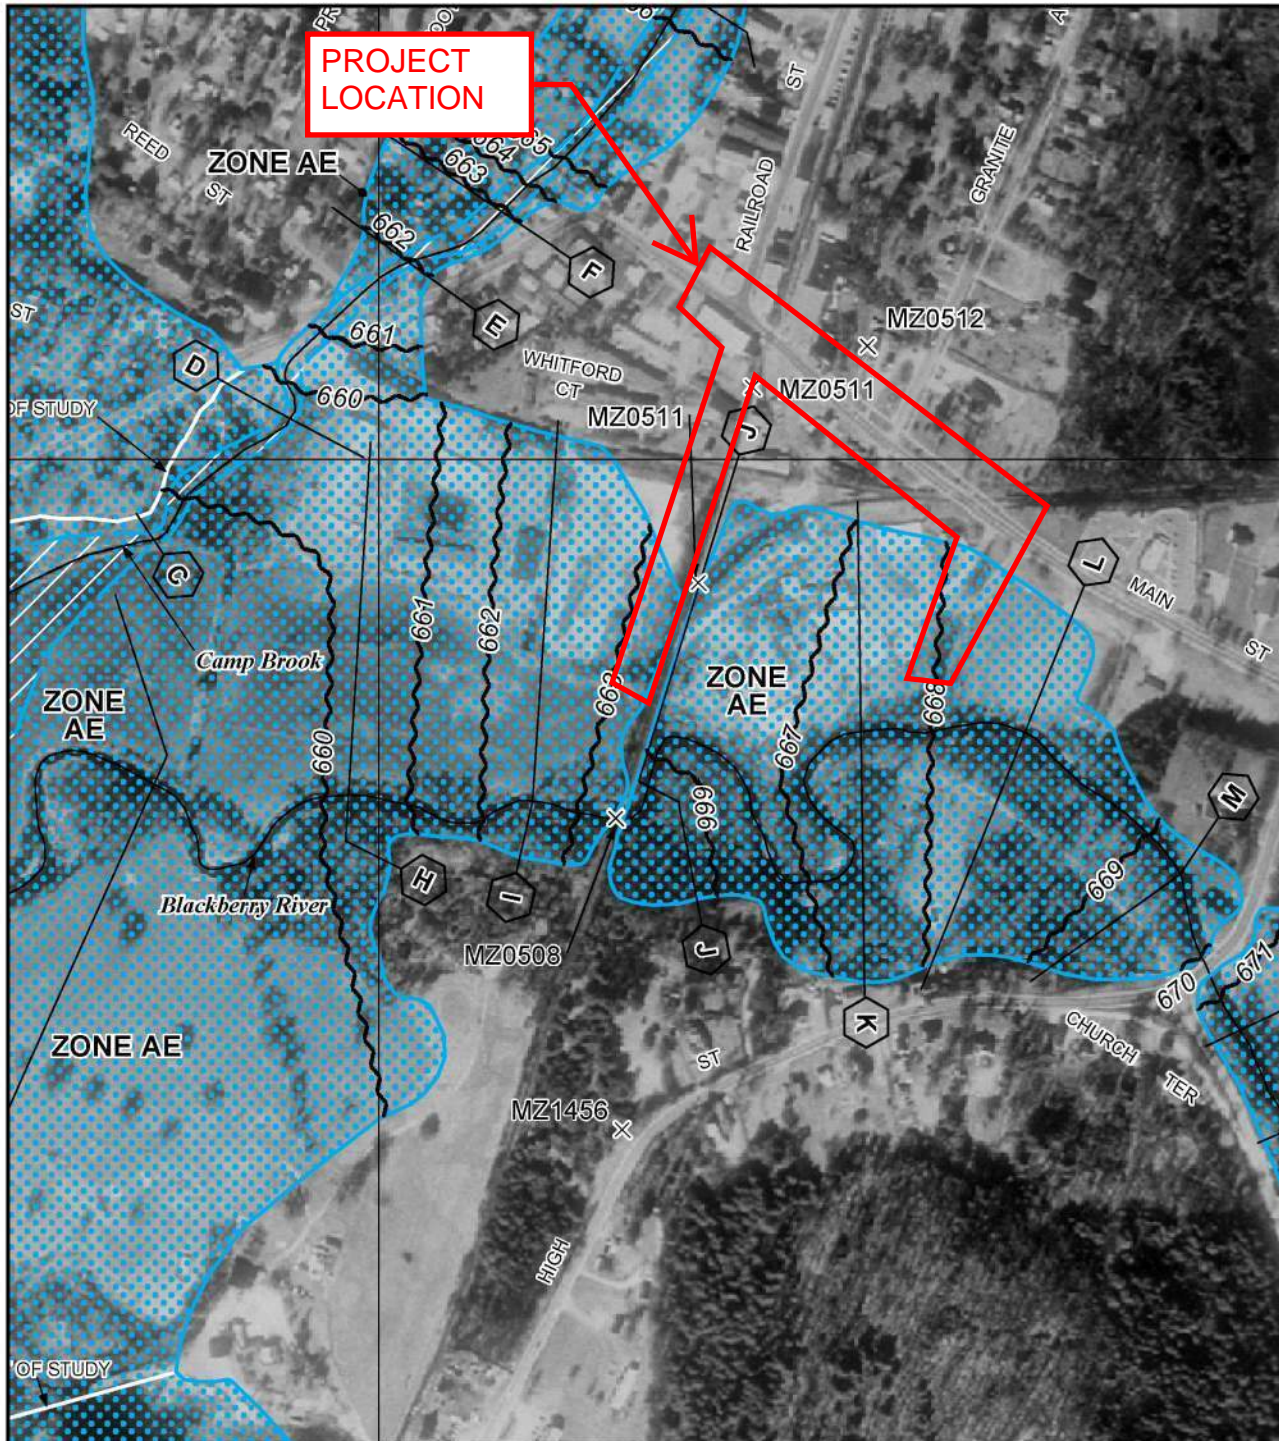 PROJECT
LOCATION
ST
REED
ST
ZONE AE
RAILROAD
GRANITE
665
664
663
662
F
E
661
660
D
ST
OF STUDY
WHITFORD
CT
MZ0512
MZ0511
MZ0511
J
C
L
MAIN
ST
Camp Brook
661
662
663
660
ZONE
AE
ZONE
AE
667
668
666
M
669
H
I
J
Blackberry River
MZ0508
K
670
671
CHURCH
TER
ZONE AE
ST
MZ1456
HIGH
OF STUDY